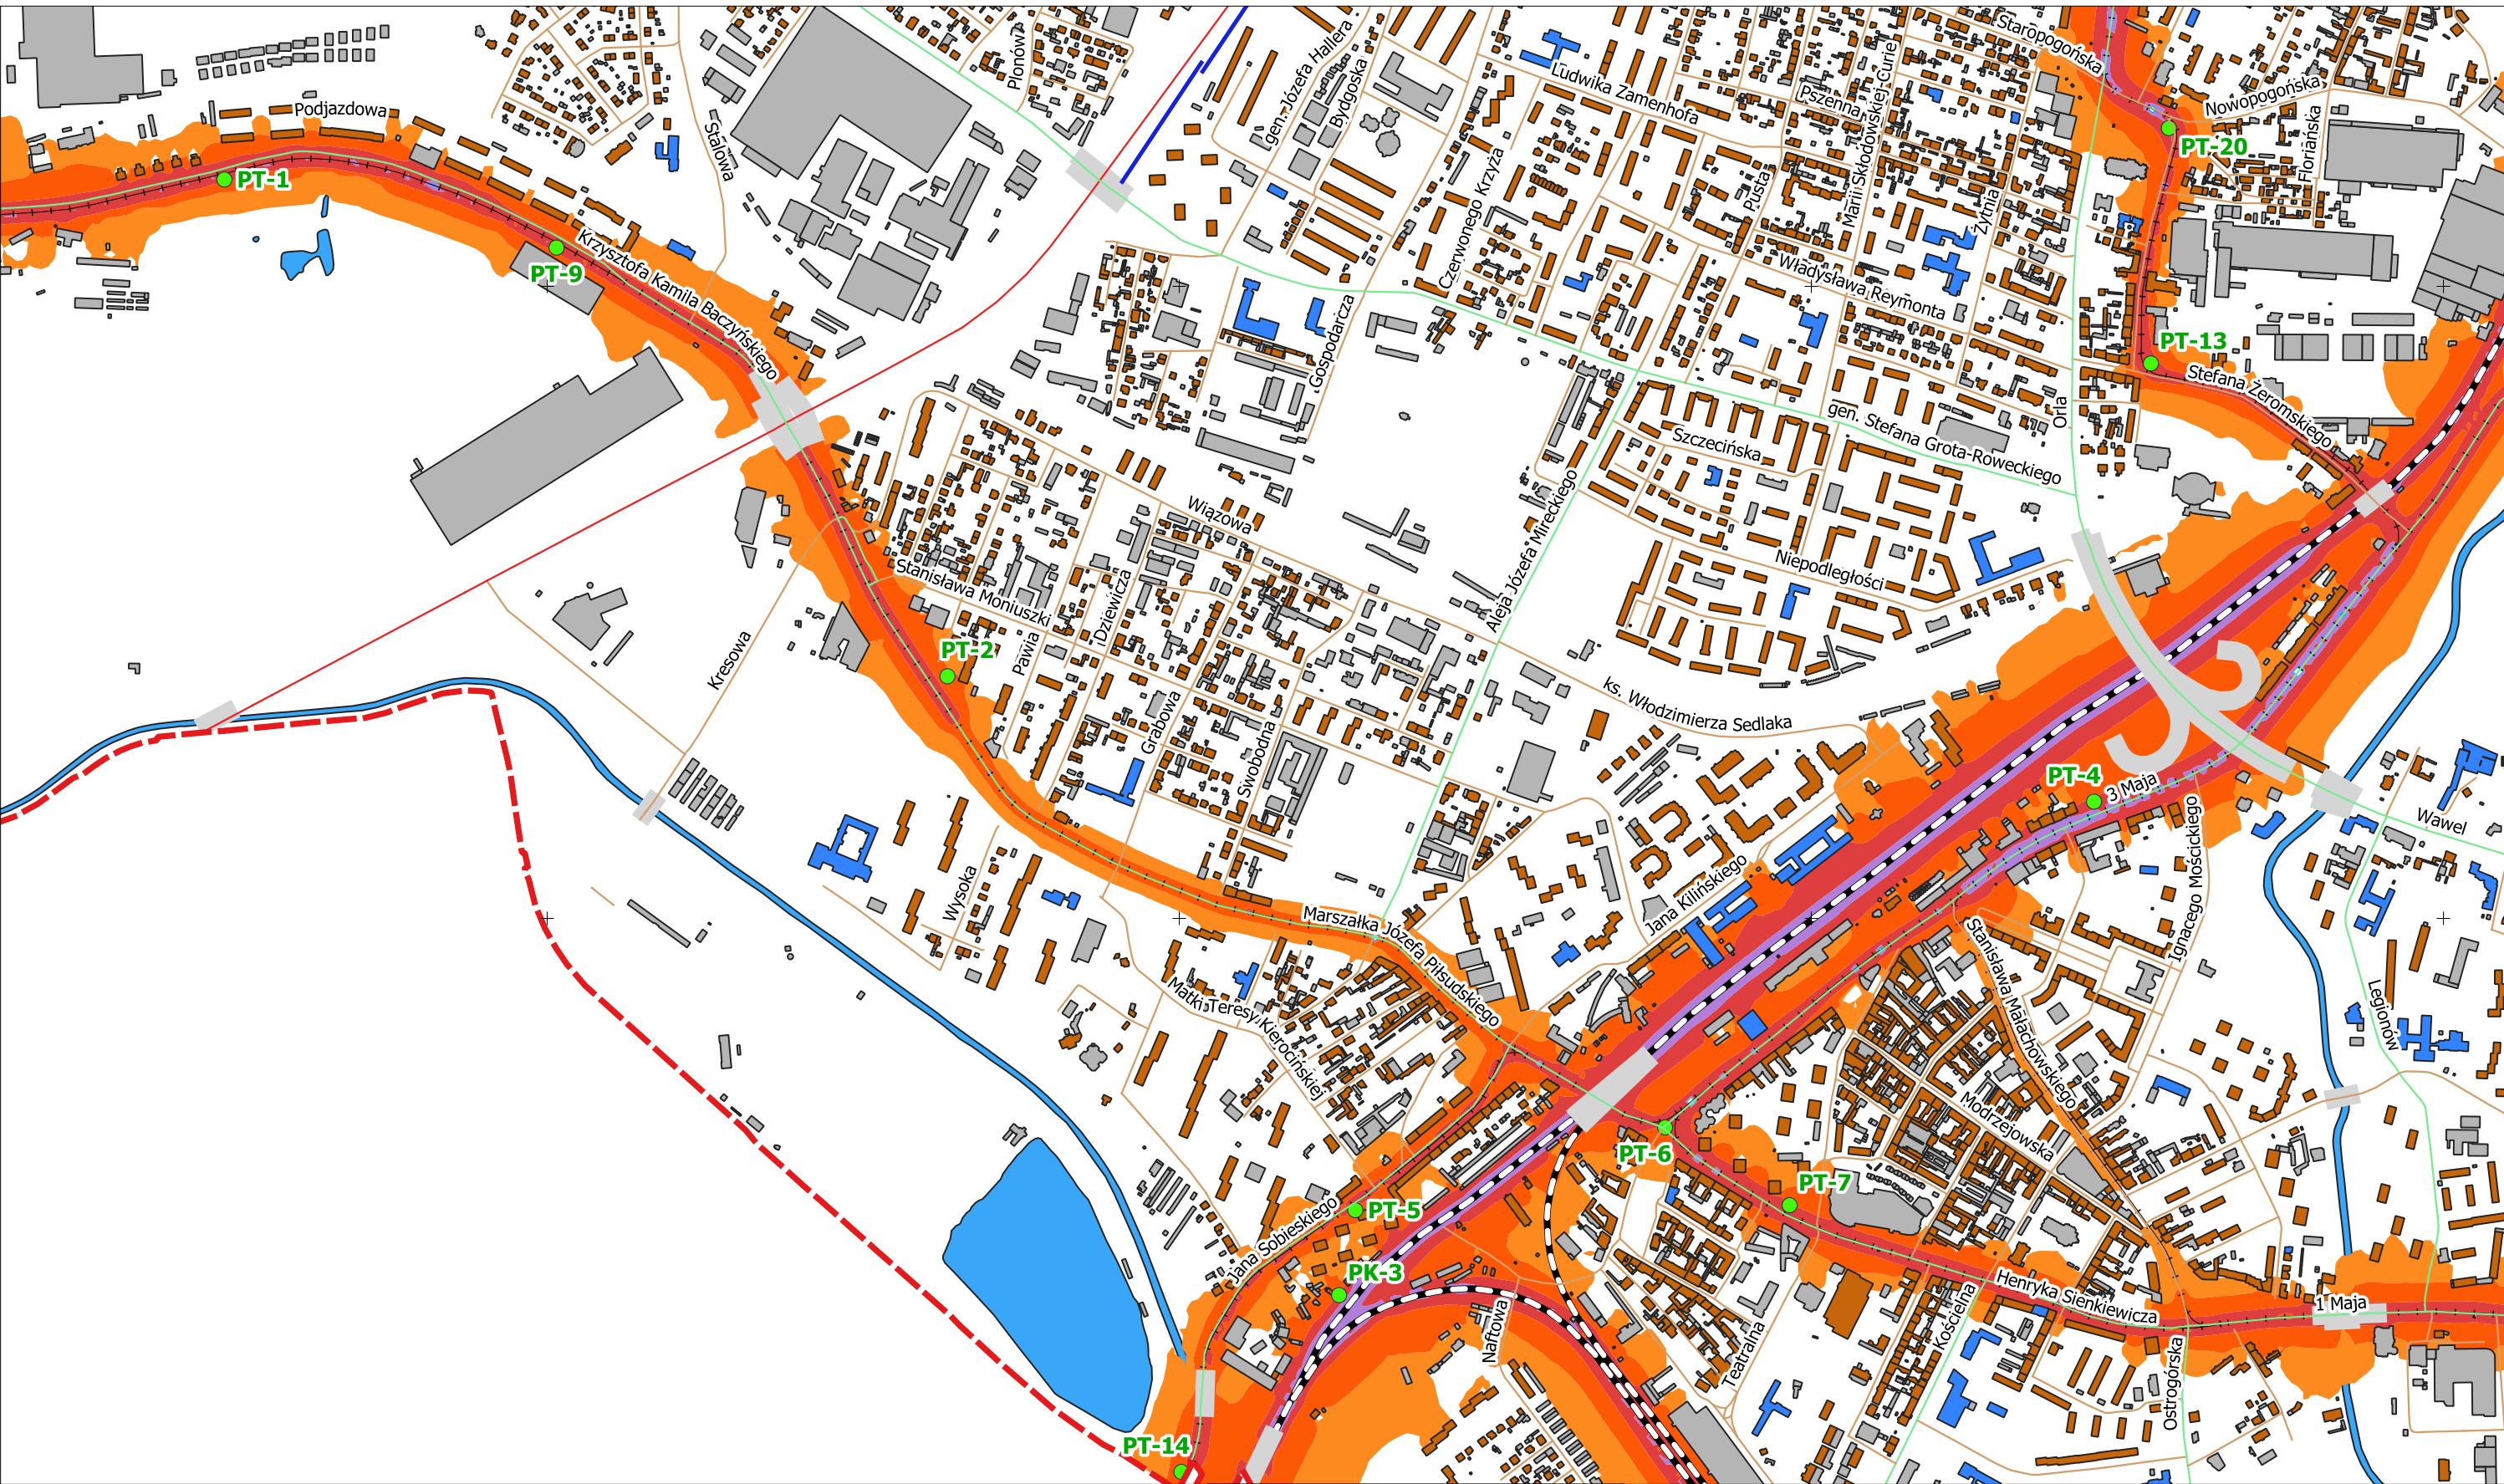 Staropogońska
Plonów
gen. Józefa Hallera
Bydgoska
Ludwika Zamenhofa
Pszenna
Marii Skłodowskiej-Curie
Nowopogońska
Podjazdowa
Stalowa
PT-20
Floriańska
PT-1
Czerwonego Krzyża
Pusta
Żytnia
Krzysztofa Kamila Baczyńskiego
PT-9
Władysława Reymonta
Gospodarcza
PT-13
Stefana Żeromskiego
Orla
gen. Stefana Grota-Roweckiego
Szczecińska
Wiązowa
Aleja Józefa Mireckiego
Niepodległości
Stanisława Moniuszki
Dziewicza
Pawia
PT-2
Kresowa
ks. Włodzimierza Sedlaka
Grabowa
Swobodna
PT-4
3 Maja
Wawel
Ignacego Mościckiego
Jana Kilińskiego
Wysoka
Marszałka Józefa Piłsudskiego
Stanisława Małachowskiego
Matki Teresy Kierocińskiej
Legionów
Modrzejowska
PT-6
PT-7
PT-5
Jana Sobieskiego
PK-3
Henryka Sienkiewicza
1 Maja
Naftowa
Teatralna
Kościelna
Ostrogórska
PT-14